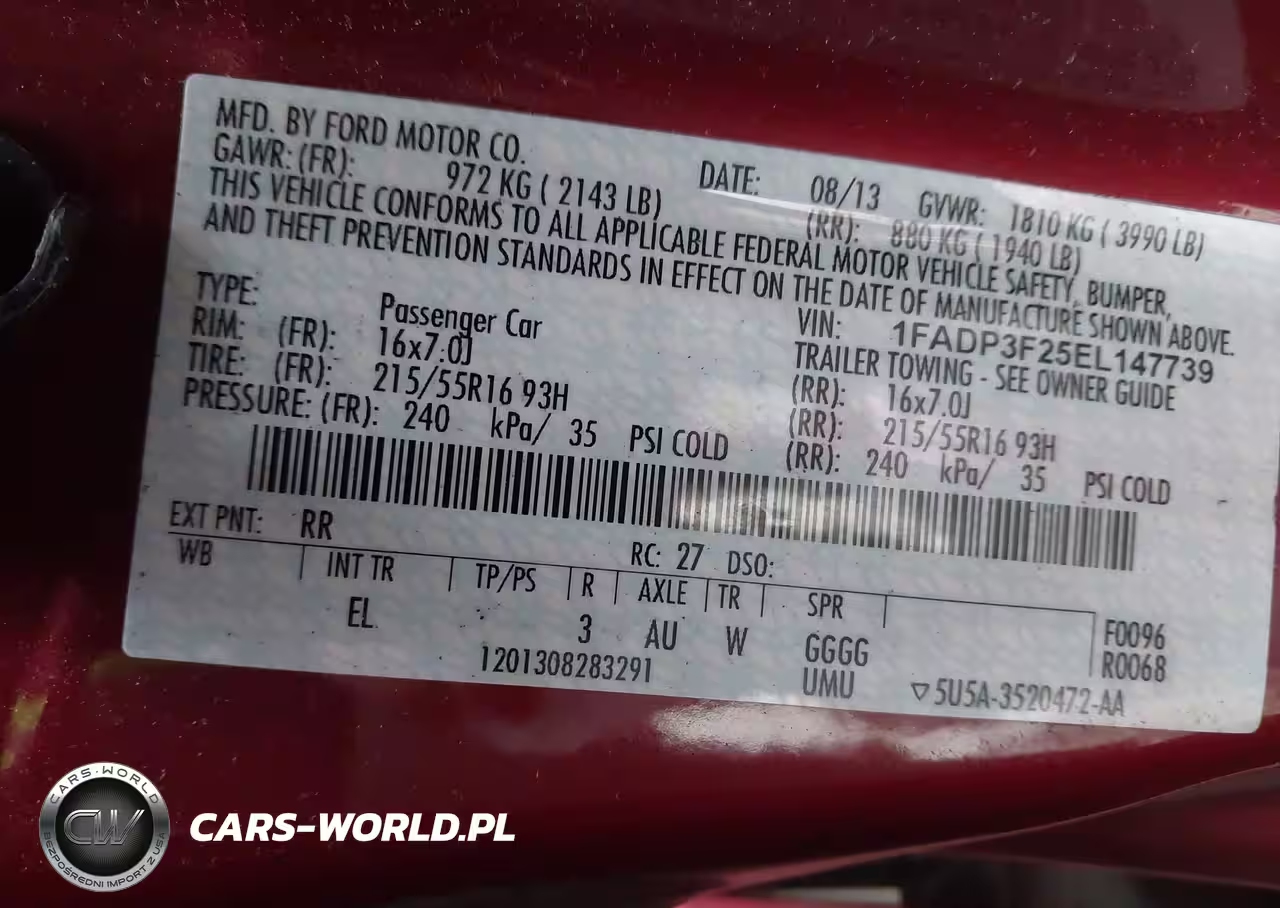 MFD. BY FORD MOTOR CO.
DATE: 08/13 GVWR: 1810 KG ( 3990 LB)
GAWR: (FR): 972 KG ( 2143 LB) (RR): 880 KG ( 1940 LB)
THIS VEHICLE CONFORMS TO ALL APPLICABLE FEDERAL MOTOR VEHICLE SAFETY, BUMPER,
AND THEFT PREVENTION STANDARDS IN EFFECT ON THE DATE OF MANUFACTURE SHOWN ABOVE.
VIN: 1FADP3F25EL147739
TYPE: Passenger Car TRAILER TOWING - SEE OWNER GUIDE
RIM: (FR): 16x7.0J (RR): 16x7.0J
TIRE: (FR): 215/55R16 93H (RR): 215/55R16 93H
PRESSURE: (FR): 240 kPa/ 35 PSI COLD (RR): 240 kPa/ 35 PSI COLD
EXT PNT: RR RC: 27 DSO:
WB INT TR TP/PS R AXLE TR SPR
EL 3 AU W GGGG F0096
UMU R0068
1201308283291 ▽5U5A-3520472-AA
CARS-WORLD
CW
BEZPOŚREDNI IMPORT Z USA
CARS-WORLD.PL